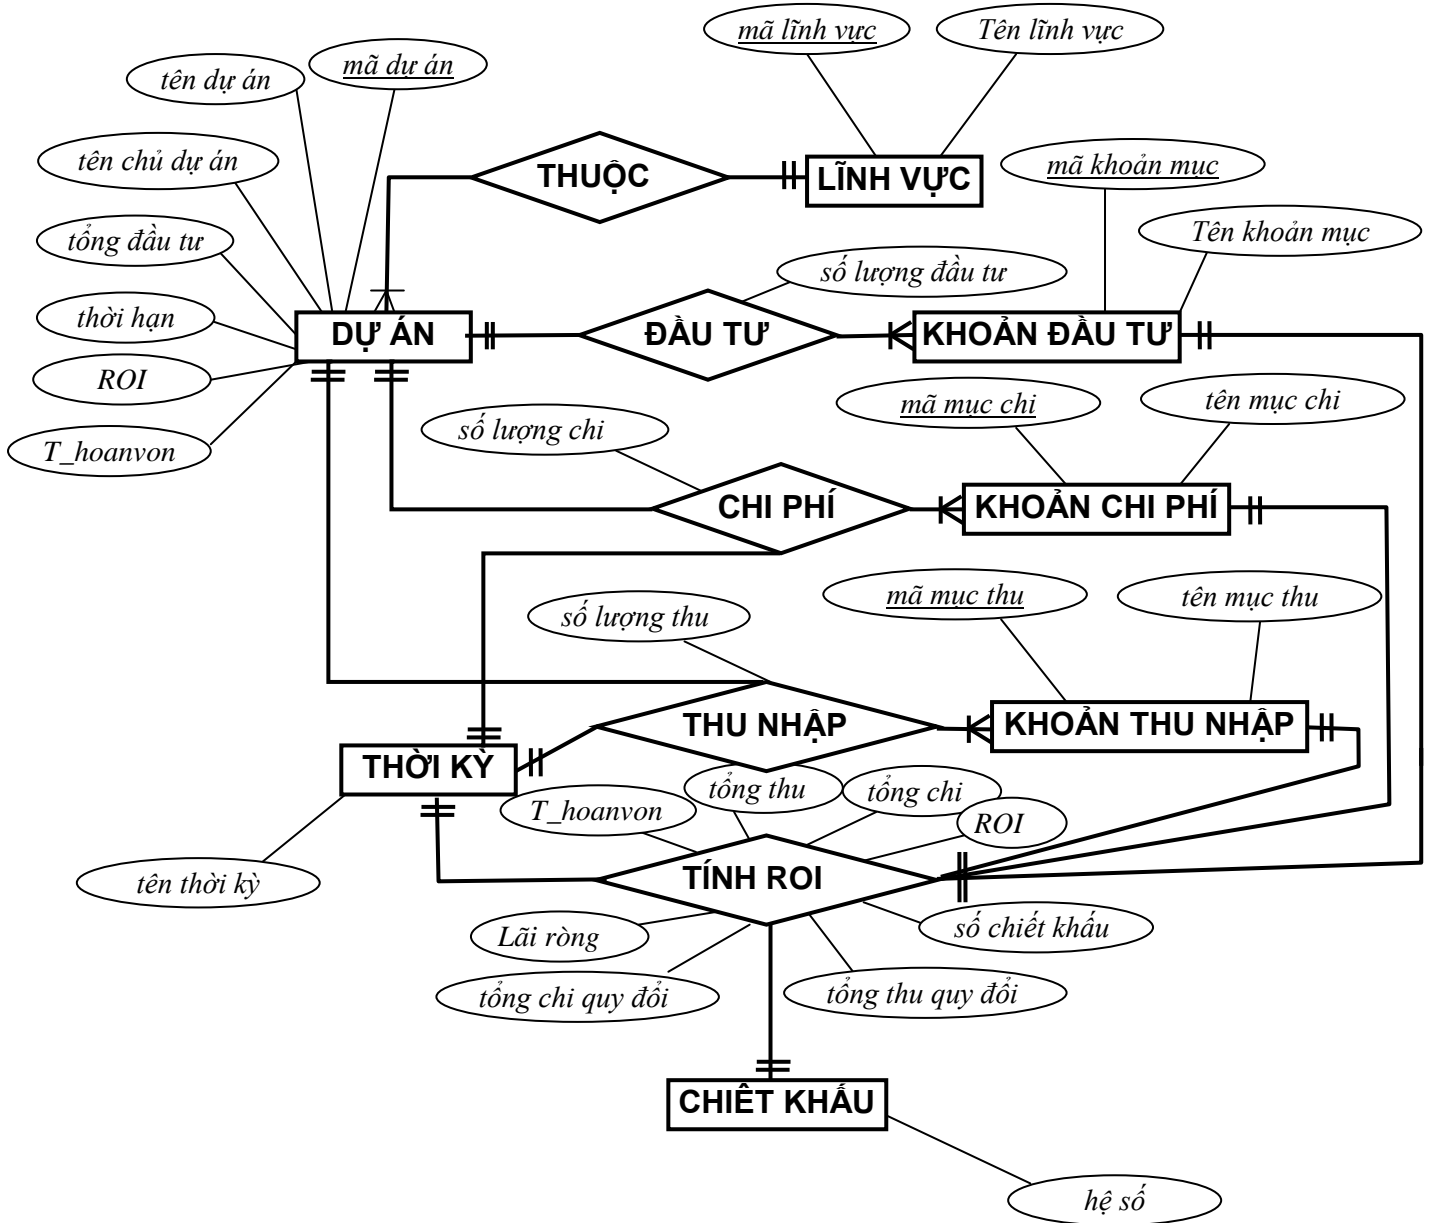 mã lĩnh vực
Tên lĩnh vực
mã dự án
tên dự án
tên chủ dự án
THUỘC
LĨNH VỰC
mã khoản mục
Tên khoản mục
tổng đầu tư
số lượng đầu tư
thời hạn
DỰ ÁN
ĐẦU TƯ
KHOẢN ĐẦU TƯ
ROI
mã mục chi
tên mục chi
T_hoanvon
số lượng chi
CHI PHÍ
KHOẢN CHI PHÍ
mã mục thu
tên mục thu
số lượng thu
THU NHẬP
KHOẢN THU NHẬP
THỜI KỲ
tổng thu
tổng chi
T_hoanvon
ROI
TÍNH ROI
tên thời kỳ
số chiết khấu
Lãi ròng
tổng chi quy đổi
tổng thu quy đổi
CHIẾT KHẤU
hệ số